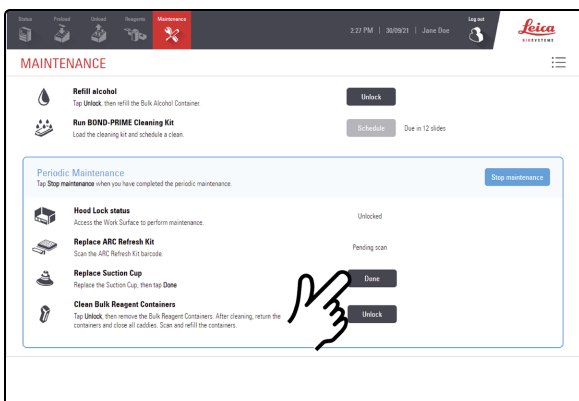 Status Preload Unload Reagents Maintenance
2:27 PM | 30/09/21 | Jane Doe
Log out
Leica
BIOSYSTEMS
MAINTENANCE
Refill alcohol
Tap Unlock, then refill the Bulk Alcohol Container.
Unlock
Run BOND-PRIME Cleaning Kit
Load the cleaning kit and schedule a clean.
Schedule Due in 12 slides
Periodic Maintenance
Tap Stop maintenance when you have completed the periodic maintenance.
Stop maintenance
Hood Lock status
Access the Work Surface to perform maintenance.
Unlocked
Replace ARC Refresh Kit
Scan the ARC Refresh Kit barcode.
Pending scan
Replace Suction Cup
Replace the Suction Cup, then tap Done
Done
Clean Bulk Reagent Containers
Tap Unlock, then remove the Bulk Reagent Containers. After cleaning, return the
containers and close all caddies. Scan and refill the containers.
Unlock